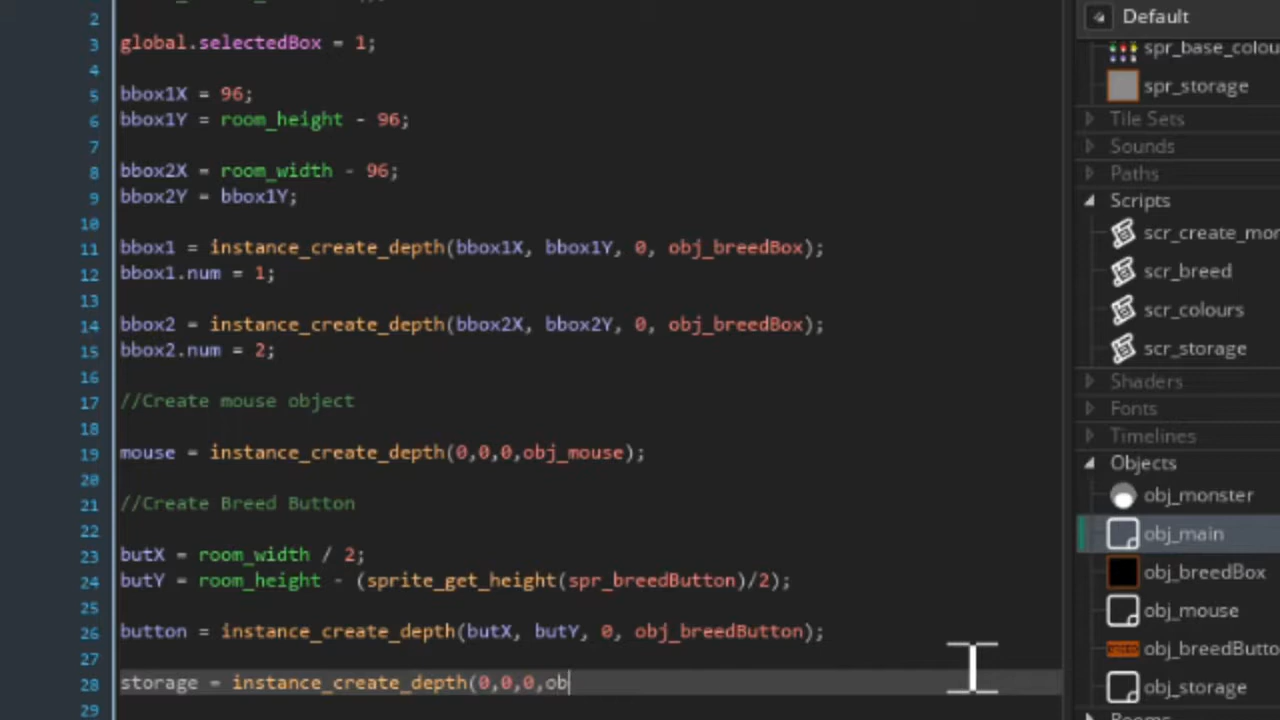 2
3 global.selectedBox = 1;
4
5 bbox1X = 96;
6 bbox1Y = room_height - 96;
7
8 bbox2X = room_width - 96;
9 bbox2Y = bbox1Y;
10
11 bbox1 = instance_create_depth(bbox1X, bbox1Y, 0, obj_breedBox);
12 bbox1.num = 1;
13
14 bbox2 = instance_create_depth(bbox2X, bbox2Y, 0, obj_breedBox);
15 bbox2.num = 2;
16
17 //Create mouse object
18
19 mouse = instance_create_depth(0,0,0,obj_mouse);
20
21 //Create Breed Button
22
23 butX = room_width / 2;
24 butY = room_height - (sprite_get_height(spr_breedButton)/2);
25
26 button = instance_create_depth(butX, butY, 0, obj_breedButton);
27
28 storage = instance_create_depth(0,0,0,ob
29
Default
spr_base_colou
spr_storage
Tile Sets
Sounds
Paths
Scripts
scr_create_mor
scr_breed
scr_colours
scr_storage
Shaders
Fonts
Timelines
Objects
obj_monster
obj_main
obj_breedBox
obj_mouse
obj_breedButto
obj_storage